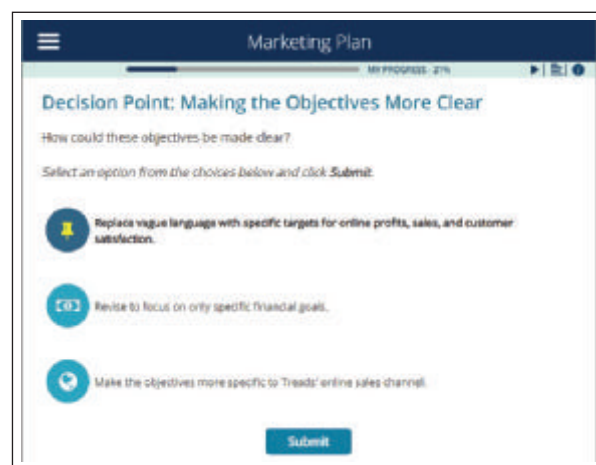 Marketing Plan
MY PROGRESS - 21%
Decision Point: Making the Objectives More Clear
How could these objectives be made clear?
Select an option from the choices below and click Submit.
Replace vague language with specific targets for online profits, sales, and customer
satisfaction.
Revise to focus on only specific financial goals.
Make the objectives more specific to Treads' online sales channel.
Submit